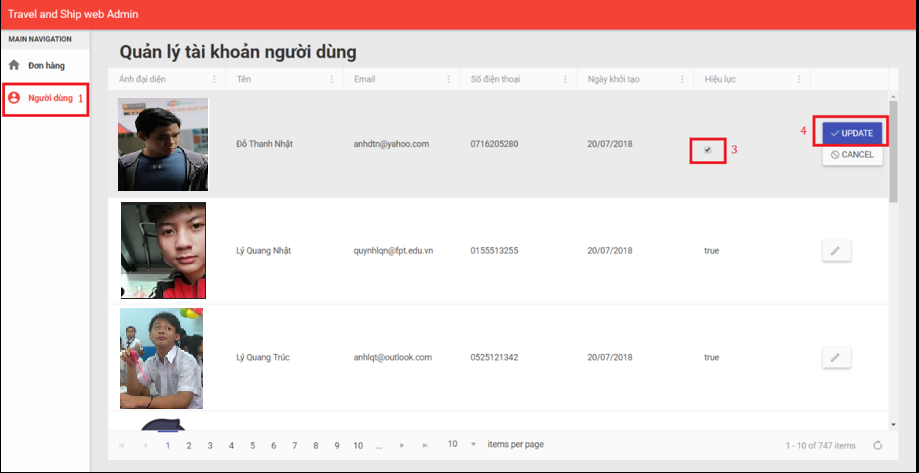 Travel and Ship web Admin
MAIN NAVIGATION
Đơn hàng
Người dùng 1
Quản lý tài khoản người dùng
Ảnh đại diện Tên Email Số điện thoại Ngày khởi tạo Hiệu lực
Đỗ Thanh Nhật anhdtn@yahoo.com 0716205280 20/07/2018 3
4 UPDATE
CANCEL
Lý Quang Nhật quynhlqn@fpt.edu.vn 0155513255 20/07/2018 true
Lý Quang Trúc anhlqt@outlook.com 0525121342 20/07/2018 true
1 2 3 4 5 6 7 8 9 10 ... 10 items per page 1 - 10 of 747 items